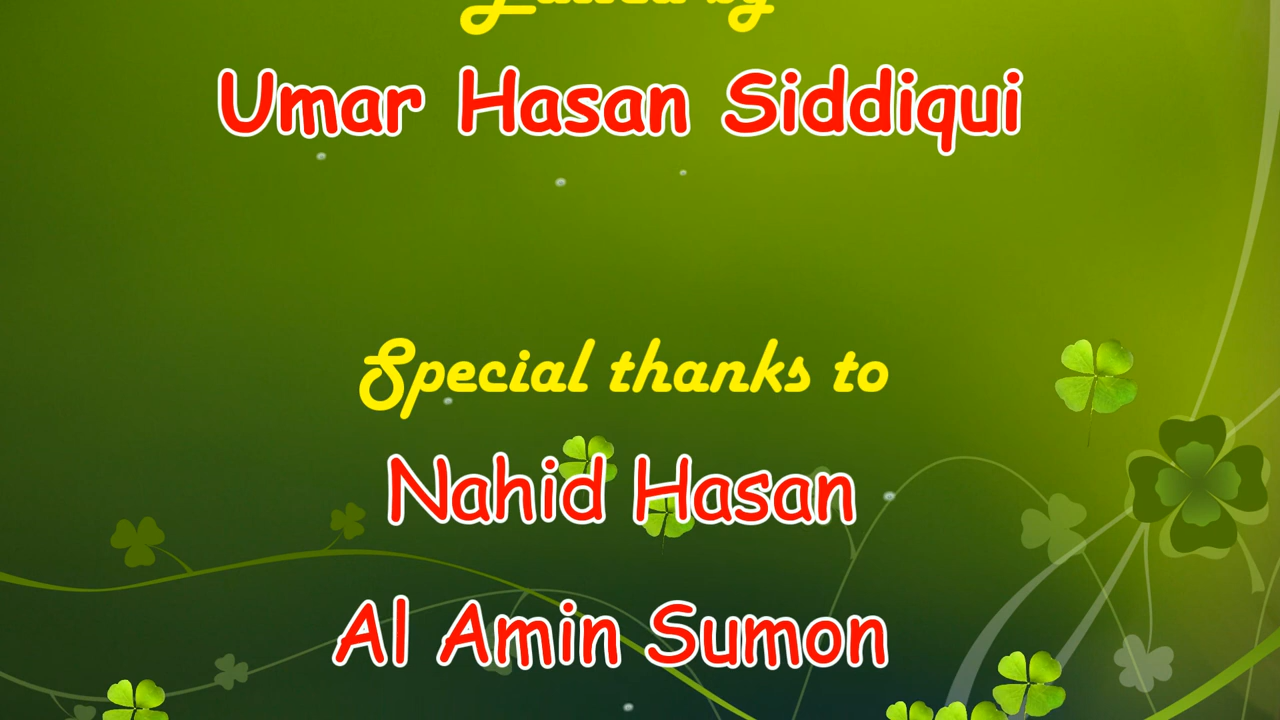 Umar Hasan Siddiqui
Special thanks to
Nahid Hasan
Al Amin Sumon